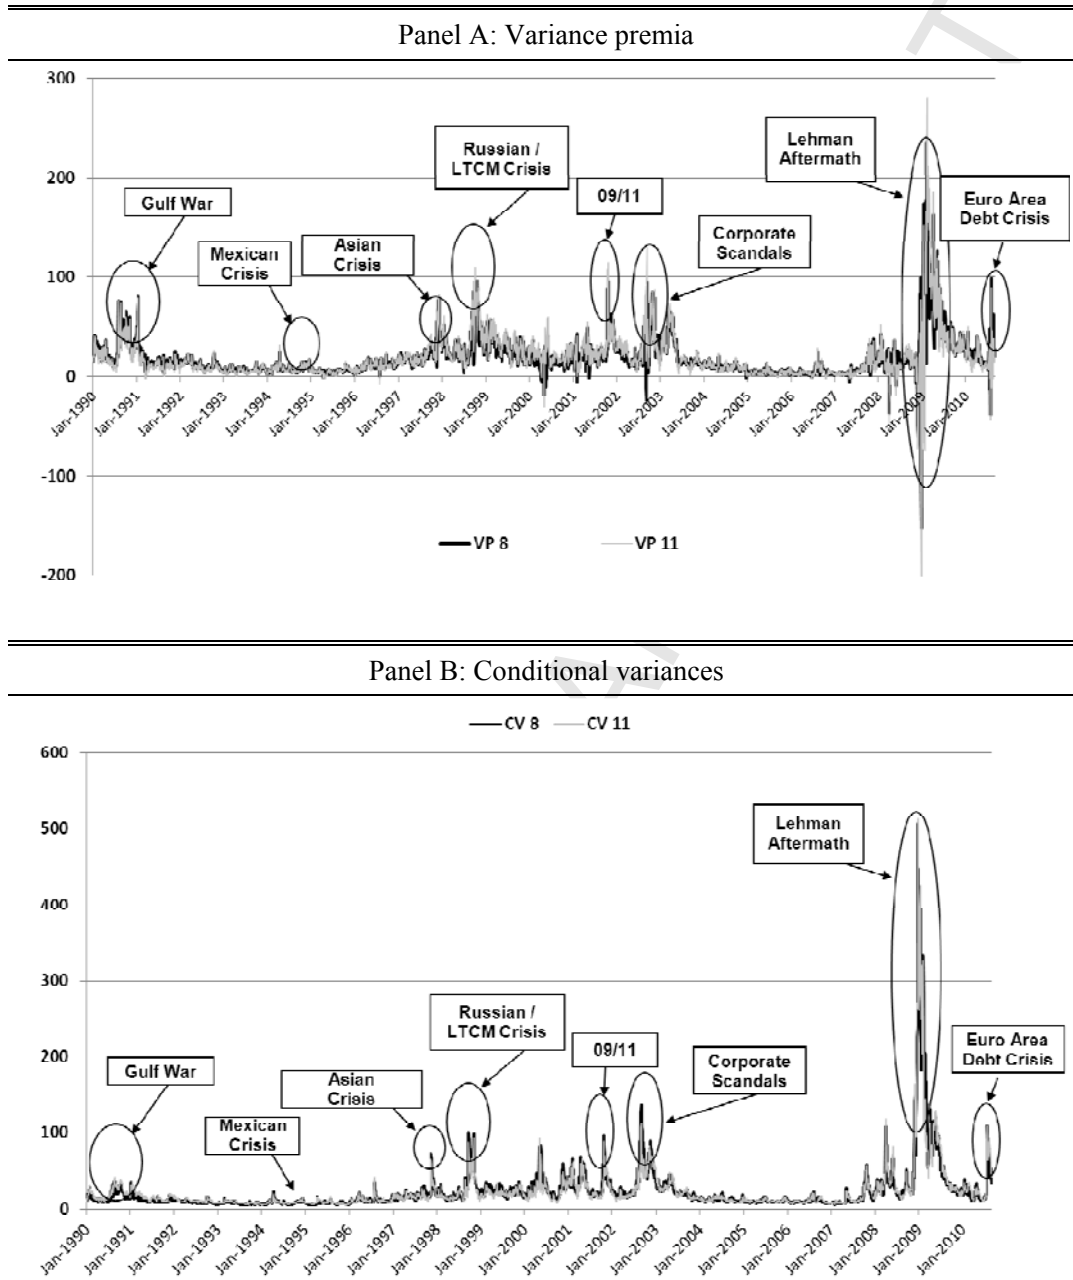 Panel A: Variance premia
300
200
100
0
-100
-200
Gulf War
Mexican
Crisis
Asian
Crisis
Russian /
LTCM Crisis
09/11
Corporate
Scandals
Lehman
Aftermath
Euro Area
Debt Crisis
Jan-1990
Jan-1991
Jan-1992
Jan-1993
Jan-1994
Jan-1995
Jan-1996
Jan-1997
Jan-1998
Jan-1999
Jan-2000
Jan-2001
Jan-2002
Jan-2003
Jan-2004
Jan-2005
Jan-2006
Jan-2007
Jan-2008
Jan-2009
Jan-2010
VP 8 VP 11
Panel B: Conditional variances
CV 8 CV 11
600
500
400
300
200
100
0
Gulf War
Mexican
Crisis
Asian
Crisis
Russian /
LTCM Crisis
09/11
Corporate
Scandals
Lehman
Aftermath
Euro Area
Debt Crisis
Jan-1990
Jan-1991
Jan-1992
Jan-1993
Jan-1994
Jan-1995
Jan-1996
Jan-1997
Jan-1998
Jan-1999
Jan-2000
Jan-2001
Jan-2002
Jan-2003
Jan-2004
Jan-2005
Jan-2006
Jan-2007
Jan-2008
Jan-2009
Jan-2010